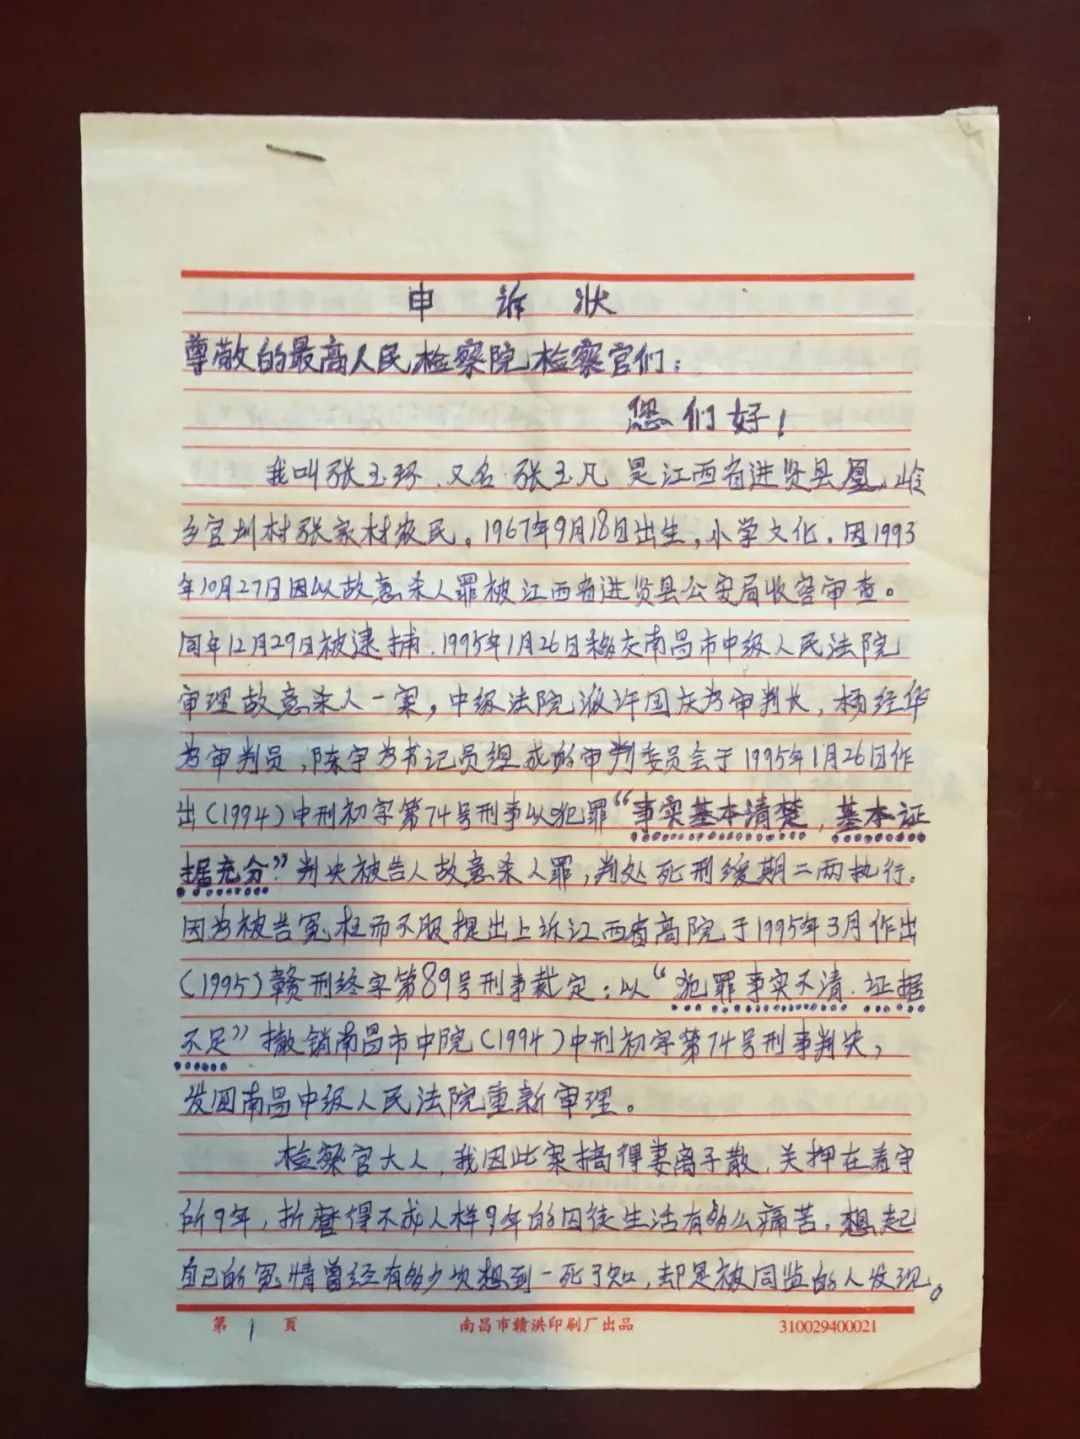 申诉状
尊敬的最高人民检察院检察官们:
您们好!
我叫张玉环、又名·张玉凡 是江西省进贤县凰岭
乡官圳村张家村农民。1967年9月18日出生,小学文化。因1993
年10月27日因以故意杀人罪被江西省进贤县公安局收容审查。
同年12月29日被逮捕.1995年1月26日移交南昌市中级人民法院
审理故意杀人一案,中级法院派许国庆为审判长,杨经华
为审判员,陈宇为书记员组成的审判委员会于1995年1月26日作
出(1994)中刑初字第74号刑事以犯罪“事实基本清楚,基本证
据充分”判决被告人故意杀人罪,判处死刑缓期二两执行。
因为被告冤枉而不服提出上诉江西省高院于1995年3月作出
(1995)赣刑终字第89号刑事裁定:以“犯罪事实不清.证据
不足”撤销南昌市中院(1994)中刑初字第74号刑事判决,
发回南昌中级人民法院重新审理。
检察官大人,我因此案搞得妻离子散.关押在看守
所9年,折磨得不成人样9年的囚徒生活有多么痛苦。想起
自己的冤情曾经有多少次想到一死了知,却是被同监的人发现。
第1页 南昌市赣洪印刷厂出品 310029400021